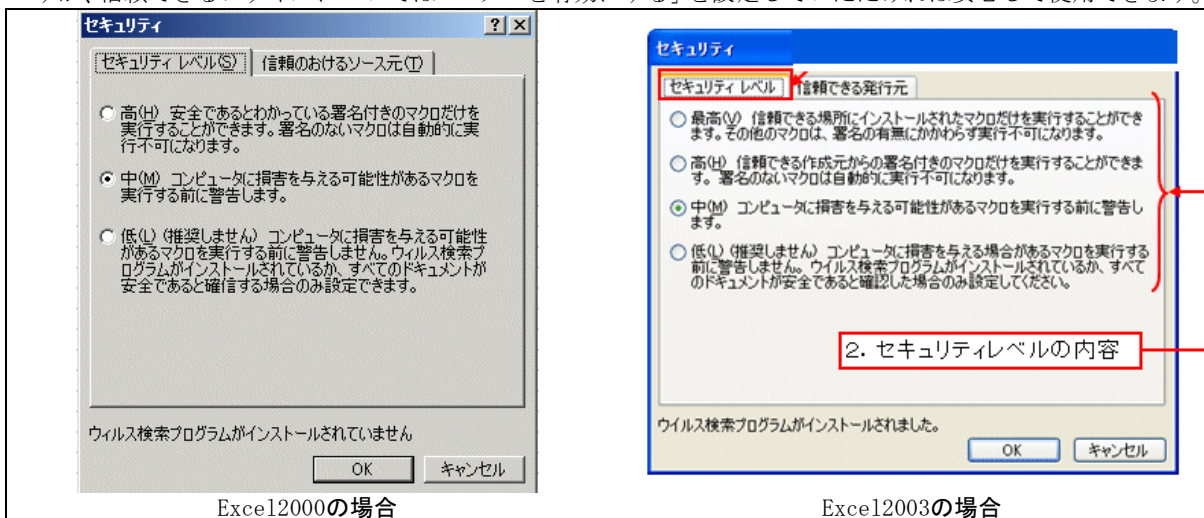 セキュリティ
セキュリティ レベル(S)
信頼のおけるソース元(T)
高(H) 安全であるとわかっている署名付きのマクロだけを
実行することができます。署名のないマクロは自動的に実
行不可になります。
中(M) コンピュータに損害を与える可能性があるマクロを
実行する前に警告します。
低(L) (推奨しません) コンピュータに損害を与える可能性
があるマクロを実行する前に警告しません。ウィルス検索プ
ログラムがインストールされているか、すべてのドキュメントが
安全であると確信する場合のみ設定できます。
ウィルス検索プログラムがインストールされていません
OK
キャンセル
Excel2000の場合
セキュリティ
セキュリティ レベル
信頼できる発行元
最高(V) 信頼できる場所にインストールされたマクロだけを実行することができ
ます。その他のマクロは、署名の有無にかかわらず実行不可になります。
高(H) 信頼できる作成元からの署名付きのマクロだけを実行することができま
す。署名のないマクロは自動的に実行不可になります。
中(M) コンピュータに損害を与える可能性があるマクロを実行する前に警告し
ます。
低(L) (推奨しません) コンピュータに損害を与える場合があるマクロを実行する
前に警告しません。ウイルス検索プログラムがインストールされているか、すべて
のドキュメントが安全であると確認した場合のみ設定してください。
2. セキュリティレベルの内容
ウイルス検索プログラムがインストールされました。
OK
キャンセル
Excel2003の場合